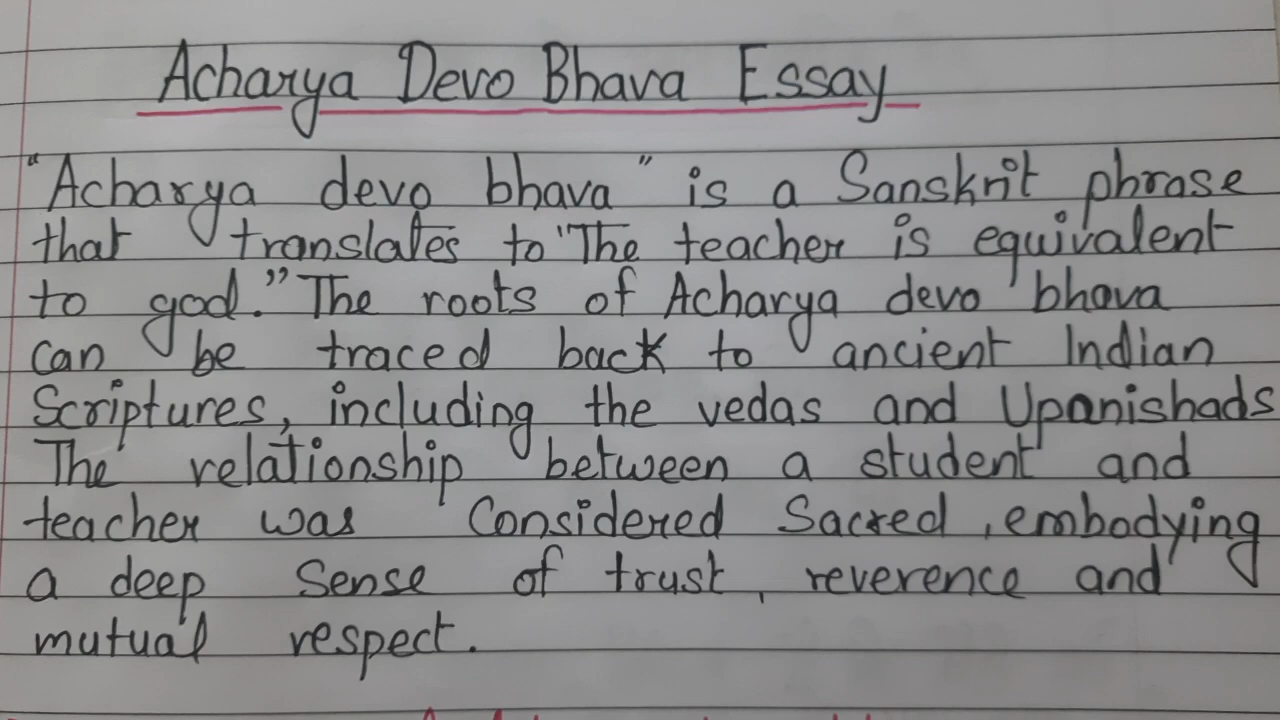 Acharya Devo Bhava Essay
"Acharya devo bhava" is a Sanskrit phrase
that translates to "The teacher is equivalent
to god." The roots of Acharya devo bhava
can be traced back to ancient Indian
Scriptures, including the vedas and Upanishads
The relationship between a student and
teacher was Considered Sacred, embodying
a deep Sense of trust, reverence and
mutual respect.